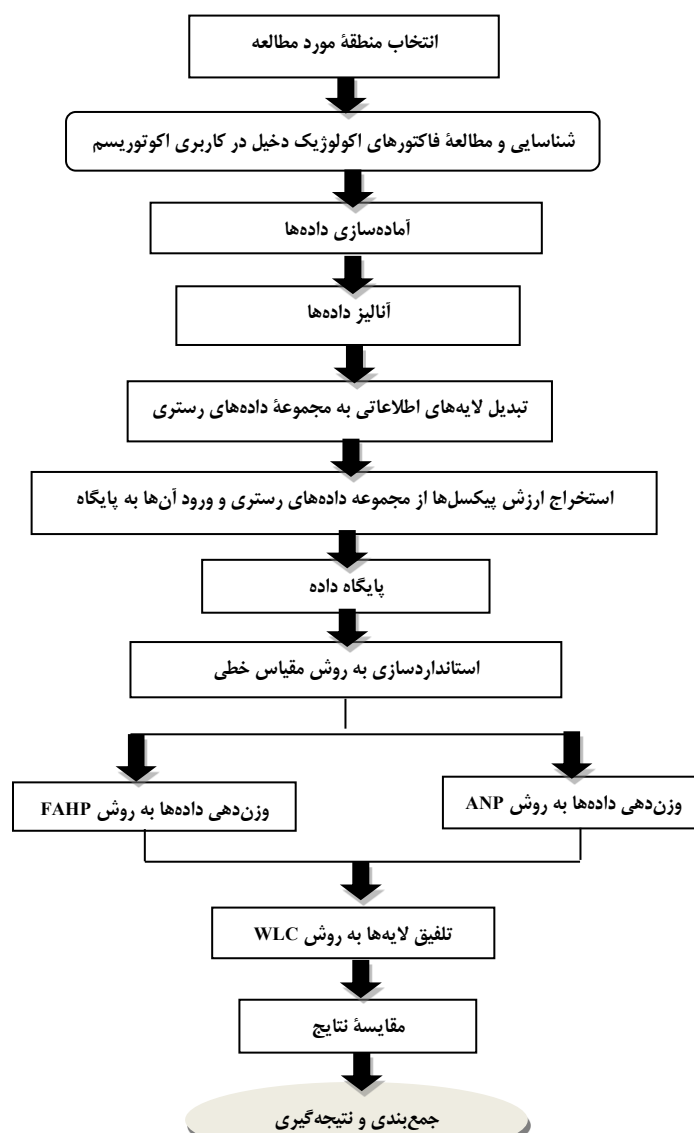 انتخاب منطقهٔ مورد مطالعه
شناسایی و مطالعهٔ فاکتورهای اکولوژیک دخیل در کاربری اکوتوریسم
آماده‌سازی داده‌ها
آنالیز داده‌ها
تبدیل لایه‌های اطلاعاتی به مجموعهٔ داده‌های رستری
استخراج ارزش پیکسل‌ها از مجموعه داده‌های رستری و ورود آن‌ها به پایگاه
پایگاه داده
استانداردسازی به روش مقیاس خطی
وزن‌دهی داده‌ها به روش ANP
وزن‌دهی داده‌ها به روش FAHP
تلفیق لایه‌ها به روش WLC
مقایسهٔ نتایج
جمع‌بندی و نتیجه‌گیری